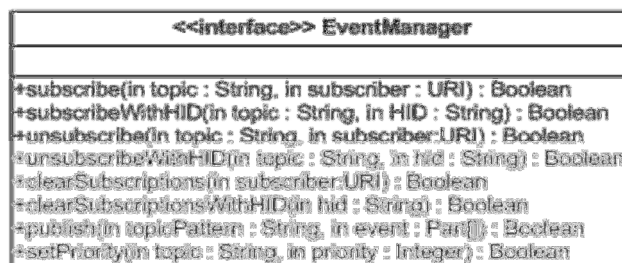 <<interface>> EventManager
+subscribe(in topic : String, in subscriber : URI) : Boolean
+subscribeWithHID(in topic : String, in HID : String) : Boolean
+unsubscribe(in topic : String, in subscriber:URI) : Boolean
+unsubscribeWithHID(in topic : String, in hid : String) : Boolean
+clearSubscriptions(in subscriber:URI) : Boolean
+clearSubscriptionsWithHID(in hid : String) : Boolean
+publish(in topicPattern : String, in event : Part[]) : Boolean
+setPriority(in topic : String, in priority : Integer) : Boolean